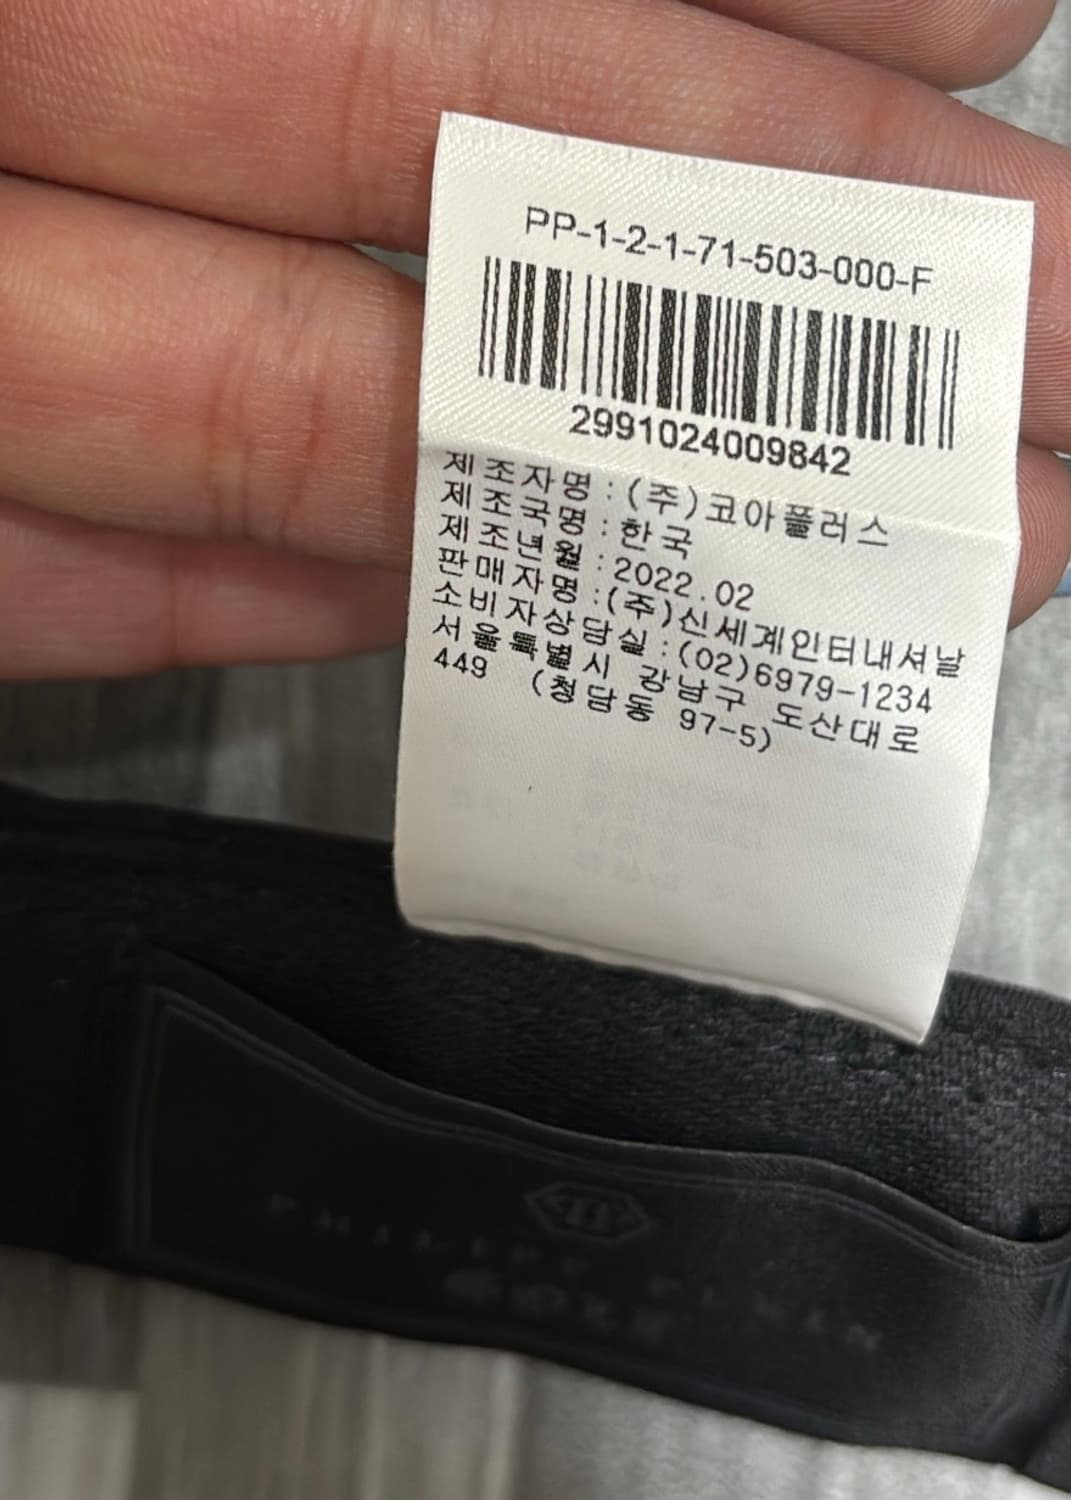 PP-1-2-1-71-503-000-F
2991024009842
제조자명 : (주)코아플러스
제조국명 : 한국
제조년월 : 2022.02
판매자명 :(주)신세계인터내셔날
소비자상담실 : (02)6979-1234
서울특별시 강남구 도산대로
449 (청담동 97-5)
PHILIPP PLEIN
GOLF